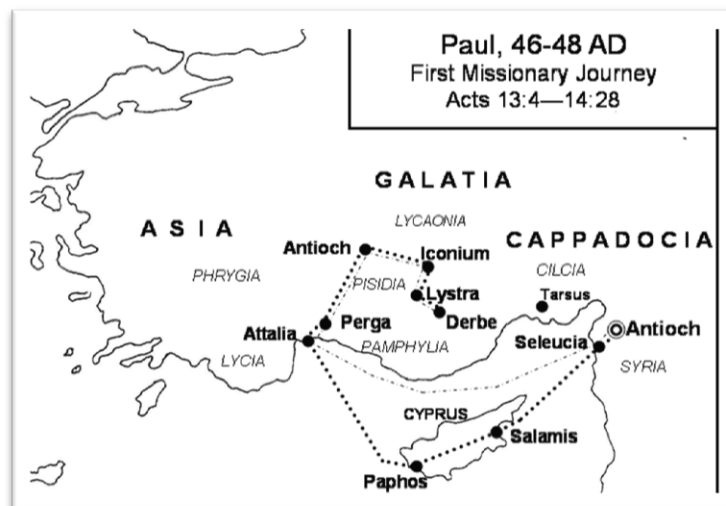 Paul, 46-48 AD
First Missionary Journey
Acts 13:4—14:28
GALATIA
LYCAONIA
ASIA
CAPPADOCIA
Antioch
Iconium
CILCIA
PHRYGIA
PISIDIA
Tarsus
Lystra
Perga
Derbe
Antioch
Attalia
PAMPHYLIA
Seleucia
LYCIA
SYRIA
CYPRUS
Salamis
Paphos